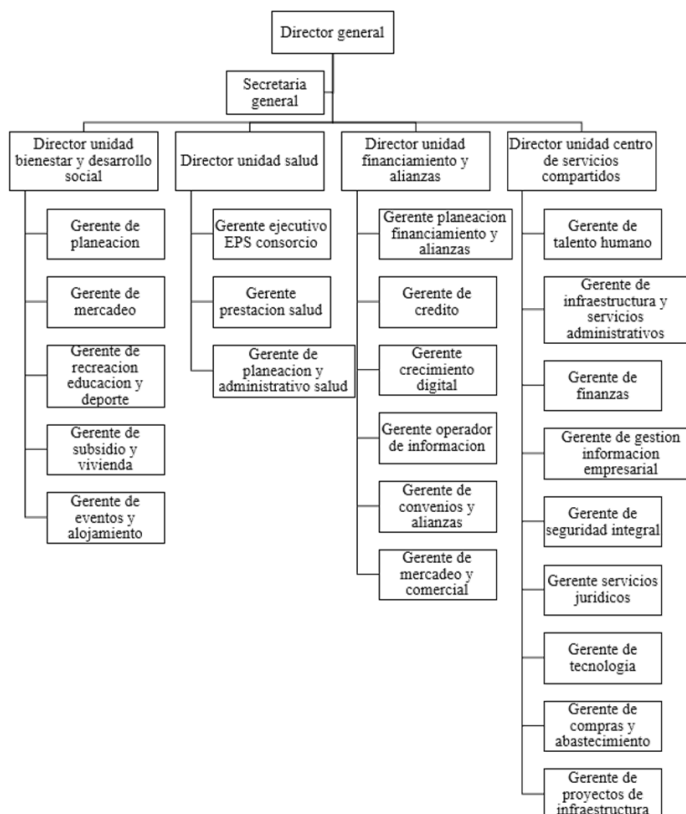 Director general
Secretaria
general
Director unidad
bienestar y desarrollo
social
Director unidad salud
Director unidad
financiamiento y
alianzas
Director unidad centro
de servicios
compartidos
Gerente de
planeacion
Gerente de
mercadeo
Gerente de
recreacion
educacion y
deporte
Gerente de
subsidio y
vivienda
Gerente de
eventos y
alojamiento
Gerente ejecutivo
EPS consorcio
Gerente
prestacion salud
Gerente de
planeacion y
administrativo salud
Gerente planeacion
financiamiento y
alianzas
Gerente de
credito
Gerente
crecimiento
digital
Gerente operador
de informacion
Gerente de
convenios y
alianzas
Gerente de
mercadeo y
comercial
Gerente de
talento humano
Gerente de
infraestructura y
servicios
administrativos
Gerente de
finanzas
Gerente de gestion
informacion
empresarial
Gerente de
seguridad integral
Gerente servicios
juridicos
Gerente de
tecnologia
Gerente de
compras y
abastecimiento
Gerente de
proyectos de
infraestructura